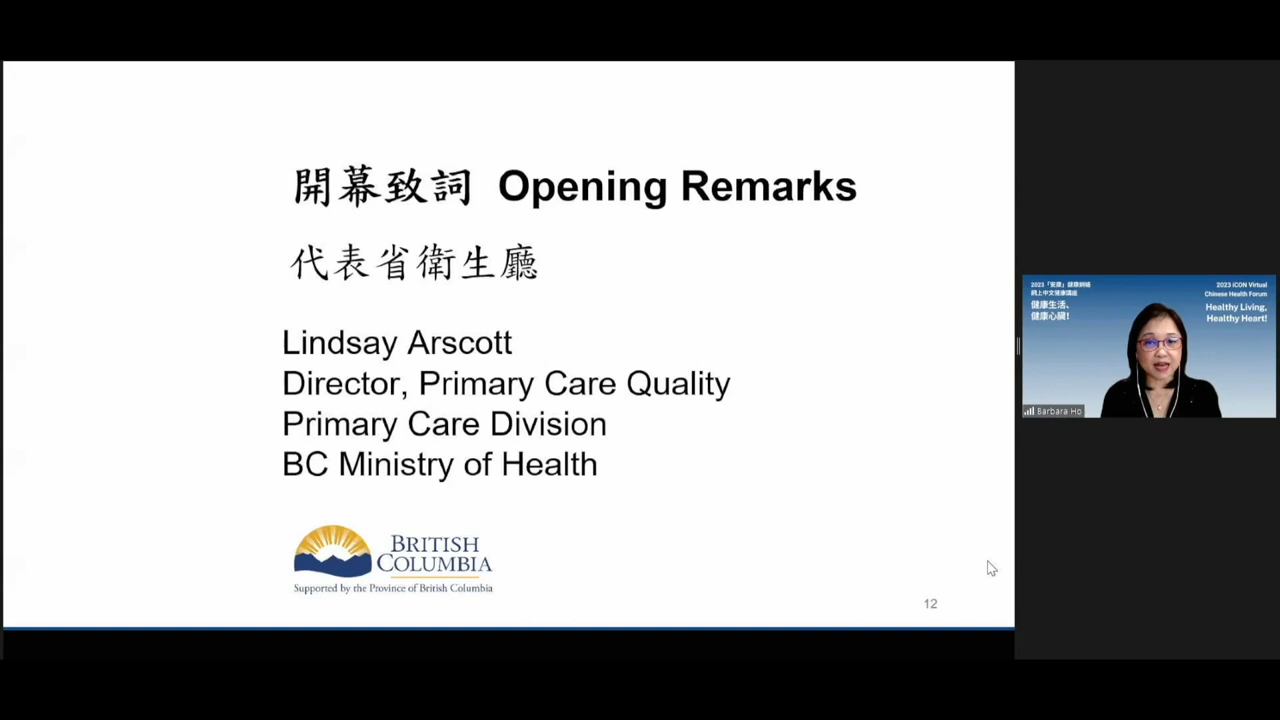 開幕致詞 Opening Remarks
代表省衛生廳
Lindsay Arscott
Director, Primary Care Quality
Primary Care Division
BC Ministry of Health
BRITISH
COLUMBIA
Supported by the Province of British Columbia
12
2023「安康」健康網絡
網上中文健康講座
健康生活、
健康心臟!
2023 iCON Virtual
Chinese Health Forum
Healthy Living,
Healthy Heart!
Barbara Ho